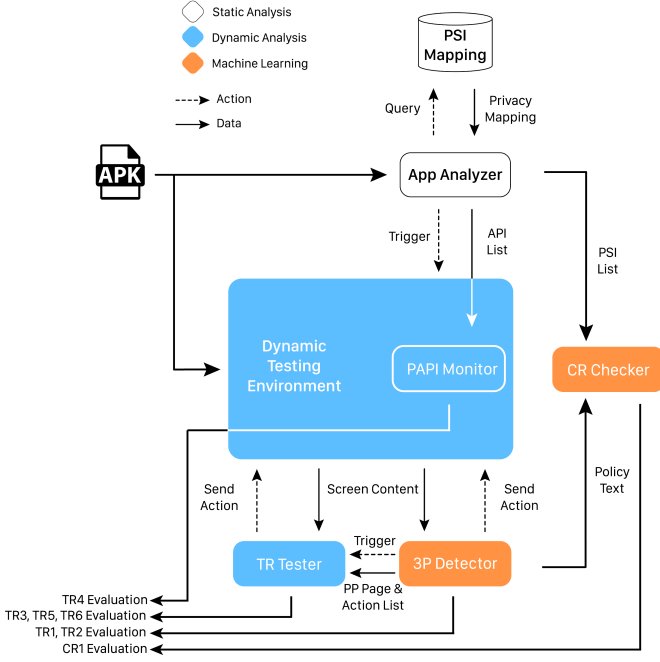 Static Analysis
Dynamic Analysis
Machine Learning
Action
Data
PSI
Mapping
Query
Privacy
Mapping
APK
App Analyzer
Trigger
API
List
PSI
List
Dynamic
Testing
Environment
PAPI Monitor
CR Checker
Send
Action
Screen Content
Send
Action
Policy
Text
TR Tester
Trigger
3P Detector
PP Page &
Action List
TR4 Evaluation
TR3, TR5, TR6 Evaluation
TR1, TR2 Evaluation
CR1 Evaluation